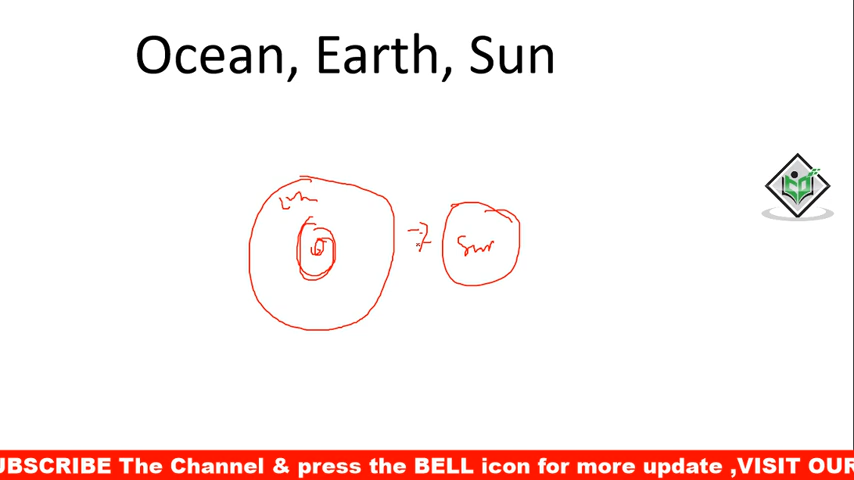 Ocean, Earth, Sun
Sun
UBSCRIBE The Channel & press the BELL icon for more update ,VISIT OUR